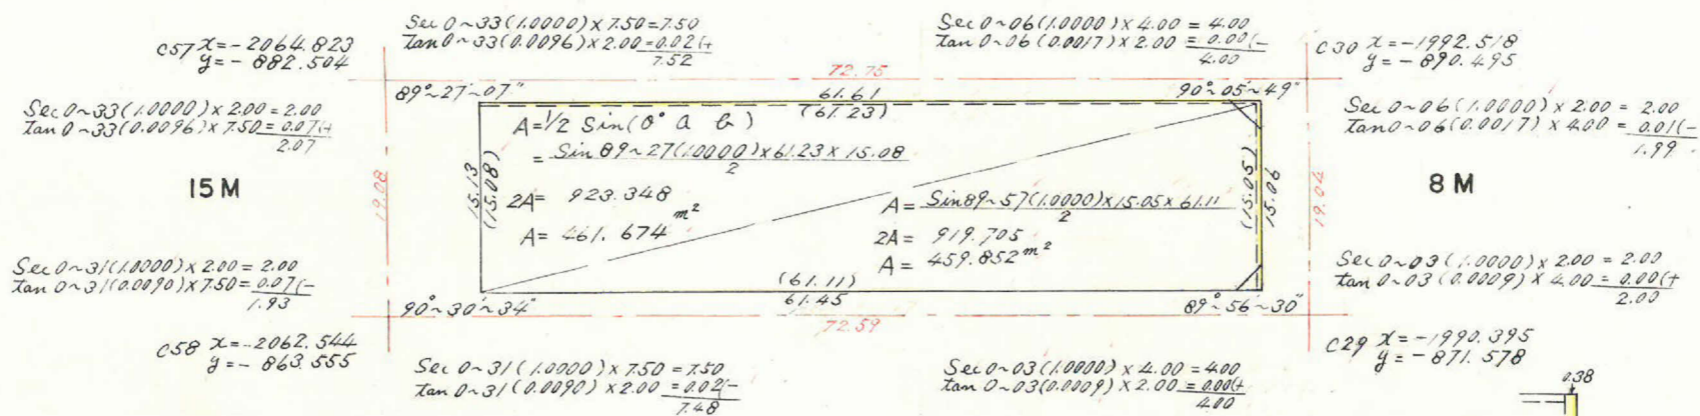 Sec 0~33(1.0000)×7.50=7.50
tan 0~33(0.0096)×2.00=0.02(+
7.52
Sec 0~06(1.0000)×4.00=4.00
tan 0~06(0.0017)×2.00=0.00(-
4.00
C57 x=-2064.823
y=-882.504
C30 x=-1992.518
y=-890.495
72.75
89°~27'~07"
61.61
90°~05'~49"
(61.23)
Sec 0~33(1.0000)×2.00=2.00
tan 0~33(0.0096)×7.50=0.07(+
2.07
Sec 0~06(1.0000)×2.00=2.00
tan 0~06(0.0017)×4.00=0.01(-
1.99
A=1/2 Sin(θ° a b)
=Sin 89~27(1.0000)×61.23×15.08
2
15M
19.08
15.13
(15.08)
2A= 923.348
A= 461.674 m²
A=Sin 89~57(1.0000)×15.05×61.11
2
2A= 919.705
A= 459.852 m²
(15.05)
15.06
19.04
8M
Sec 0~31(1.0000)×2.00=2.00
tan 0~31(0.0090)×7.50=0.07(-
1.93
Sec 0~03(1.0000)×2.00=2.00
tan 0~03(0.0009)×4.00=0.00(+
2.00
(61.11)
90°~30'~34"
61.45
89°~56'~30"
72.59
C58 x=-2062.544
y=-863.555
C29 x=-1990.395
y=-871.578
Sec 0~31(1.0000)×7.50=7.50
tan 0~31(0.0090)×2.00=0.02(-
7.48
Sec 0~03(1.0000)×4.00=4.00
tan 0~03(0.0009)×2.00=0.00(+
4.00
0.38